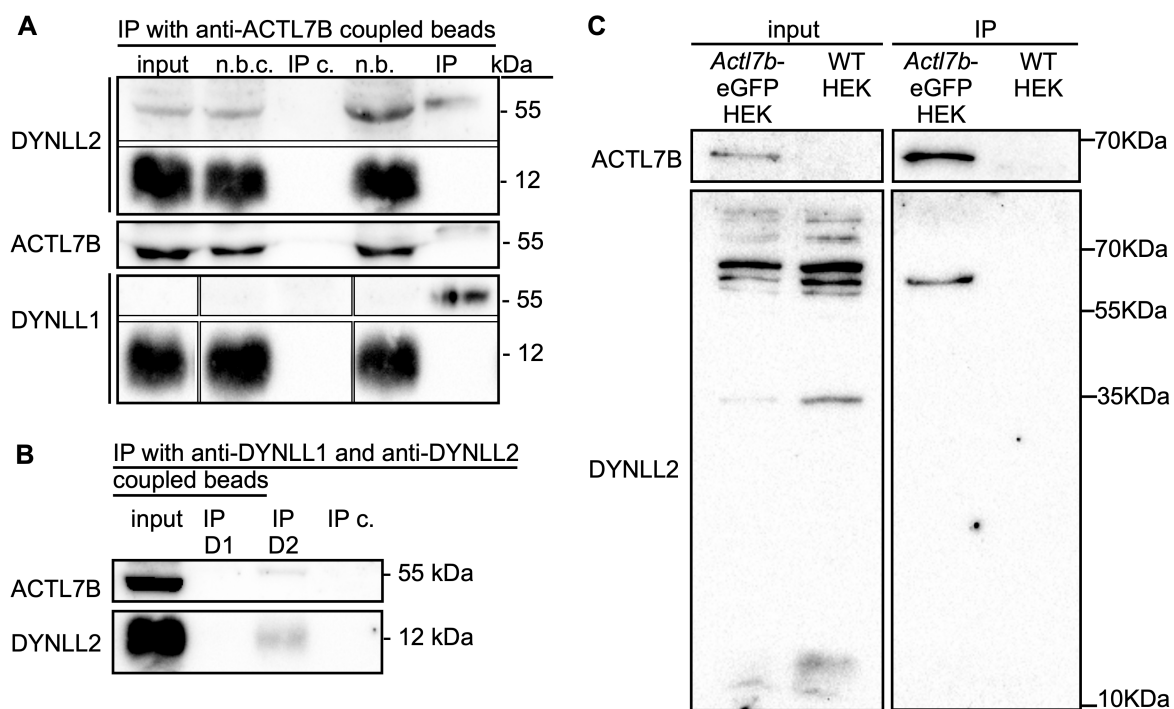 A
IP with anti-ACTL7B coupled beads
input n.b.c. IP c. n.b. IP kDa
DYNLL2
- 55
- 12
ACTL7B
- 55
DYNLL1
- 55
- 12
B
IP with anti-DYNLL1 and anti-DYNLL2
coupled beads
input IP D1 IP D2 IP c.
ACTL7B
- 55 kDa
DYNLL2
- 12 kDa
C
input IP
Actl7b-
eGFP
HEK
WT
HEK
Actl7b-
eGFP
HEK
WT
HEK
ACTL7B
70KDa
70KDa
55KDa
35KDa
DYNLL2
10KDa